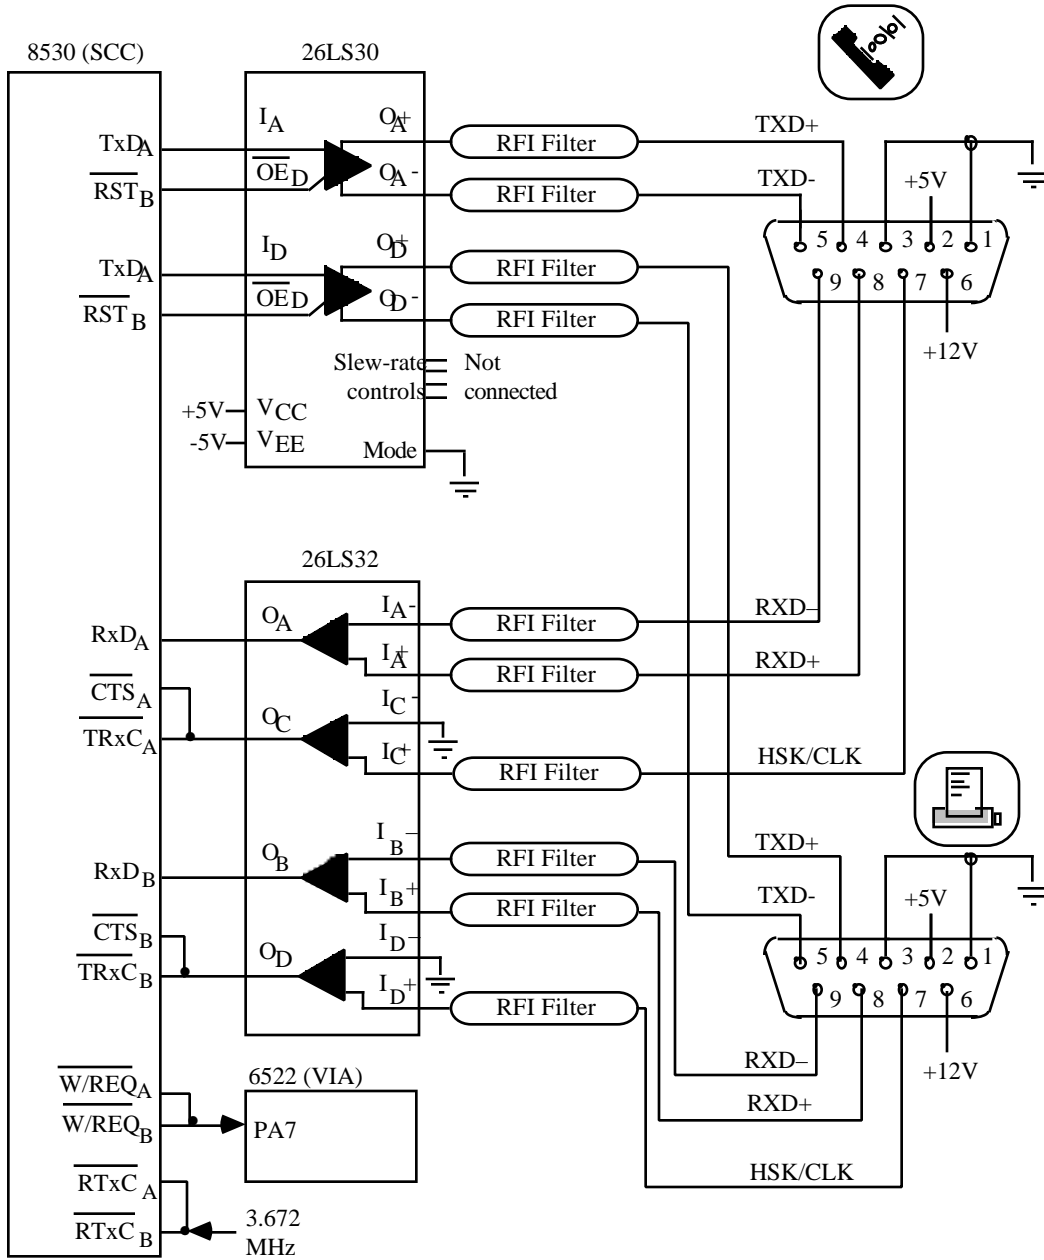 8530 (SCC)
26LS30
TxDA
RSTB
IA
OED
OA+
OA-
RFI Filter
RFI Filter
TXD+
TXD-
+5V
5 4 3 2 1
9 8 7 6
+12V
TxDA
RSTB
ID
OED
OD+
OD-
RFI Filter
RFI Filter
Slew-rate
controls
Not
connected
+5V
VCC
-5V
VEE
Mode
26LS32
RxDA
OA
IA-
IA+
RFI Filter
RFI Filter
RXD–
RXD+
CTSA
TRxCA
OC
IC-
IC+
RFI Filter
HSK/CLK
RxDB
OB
IB–
IB+
RFI Filter
RFI Filter
TXD+
TXD-
+5V
5 4 3 2 1
9 8 7 6
+12V
CTSB
TRxCB
OD
ID–
ID+
RFI Filter
RXD–
RXD+
HSK/CLK
W/REQA
W/REQB
6522 (VIA)
PA7
RTxCA
RTxCB
3.672
MHz